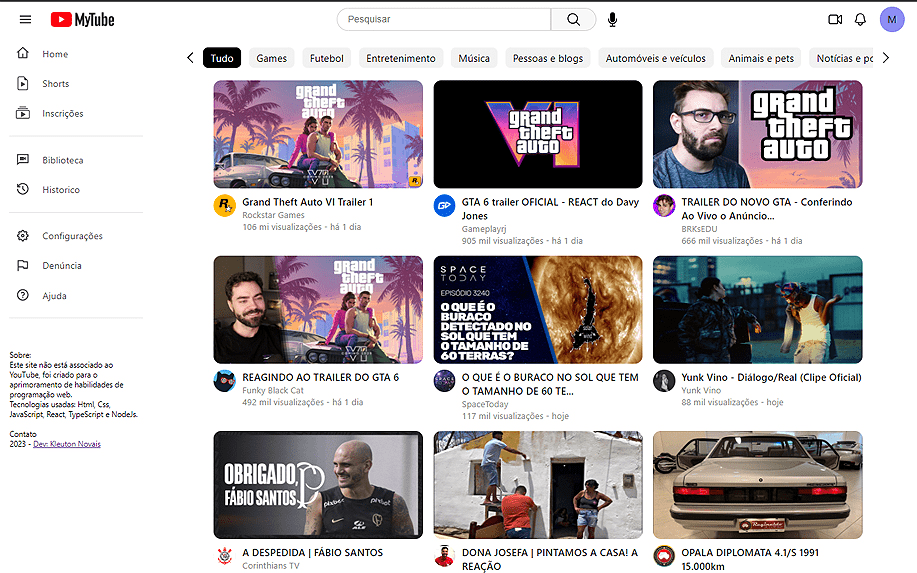 MyTube
Pesquisar
M
Home
Shorts
Inscrições
Biblioteca
Historico
Configurações
Denúncia
Ajuda
Sobre:
Este site não está associado ao
YouTube, foi criado para o
aprimoramento de habilidades de
programação web.
Tecnologias usadas: Html, Css,
JavaScript, React, TypeScript e NodeJs.
Contato
2023 - Dev: Kleuton Novais
Tudo
Games
Futebol
Entretenimento
Música
Pessoas e blogs
Automóveis e veículos
Animais e pets
Notícias e po
grand
theft
auto
VI
R
Grand Theft Auto VI Trailer 1
Rockstar Games
106 mi visualizações - há 1 dia
VI
grand
theft
auto
GTA 6 trailer OFICIAL - REACT do Davy
Jones
Gameplayrj
905 mil visualizações - há 1 dia
grand
theft
auto
TRAILER DO NOVO GTA - Conferindo
Ao Vivo o Anúncio...
BRKsEDU
666 mil visualizações - há 1 dia
grand
theft
auto
VI
REAGINDO AO TRAILER DO GTA 6
Funky Black Cat
492 mil visualizações - há 1 dia
SPACE
TODAY
EPISÓDIO 3240
O QUE É O
BURACO
DETECTADO NO
SOL QUE TEM
O TAMANHO DE
60 TERRAS?
O QUE É O BURACO NO SOL QUE TEM
O TAMANHO DE 60 TE...
SpaceToday
117 mil visualizações - hoje
Yunk Vino - Diálogo/Real (Clipe Oficial)
Yunk Vino
88 mil visualizações - hoje
OBRIGADO,
FÁBIO SANTOS
A DESPEDIDA | FÁBIO SANTOS
Corinthians TV
DONA JOSEFA | PINTAMOS A CASA! A
REAÇÃO
Reginaldo
OPALA DIPLOMATA 4.1/S 1991
15.000km